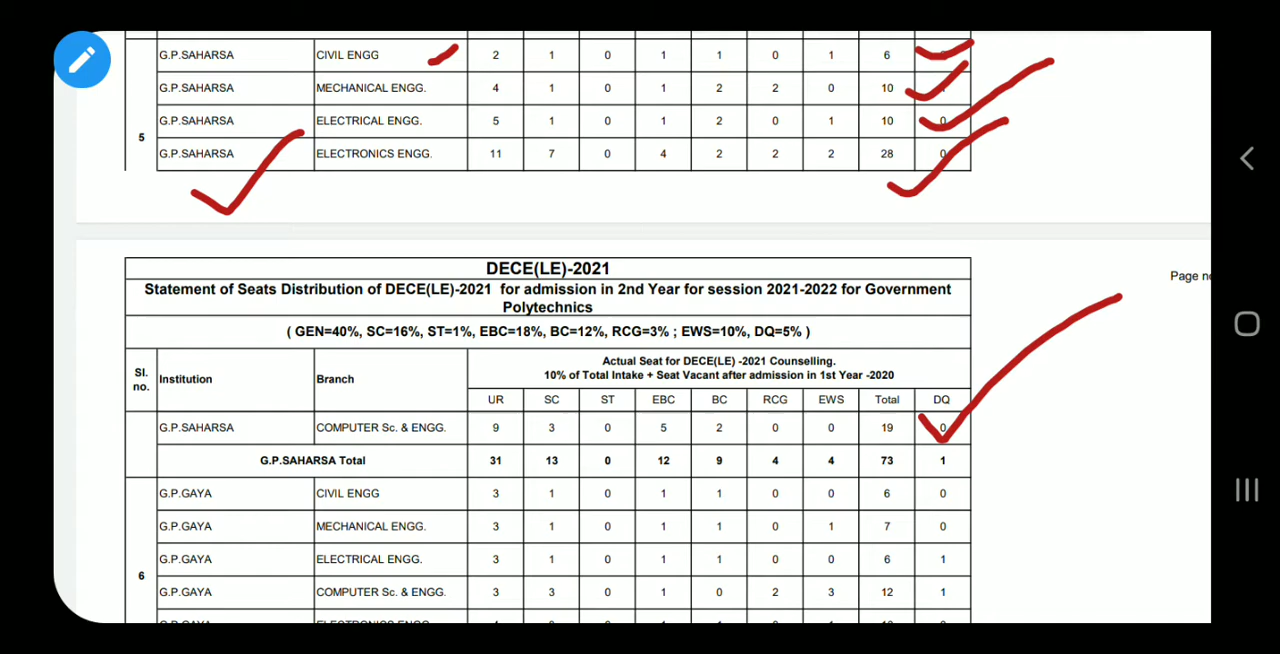 G.P.SAHARSA CIVIL ENGG 2 1 0 1 1 0 1 6
G.P.SAHARSA MECHANICAL ENGG. 4 1 0 1 2 2 0 10
G.P.SAHARSA ELECTRICAL ENGG. 5 1 0 1 2 0 1 10 0
5
G.P.SAHARSA ELECTRONICS ENGG. 11 7 0 4 2 2 2 28 0
DECE(LE)-2021
Page
Statement of Seats Distribution of DECE(LE)-2021 for admission in 2nd Year for session 2021-2022 for Government
Polytechnics
( GEN=40%, SC=16%, ST=1%, EBC=18%, BC=12%, RCG=3% ; EWS=10%, DQ=5% )
Sl. no. Institution Branch Actual Seat for DECE(LE) -2021 Counselling.
10% of Total Intake + Seat Vacant after admission in 1st Year -2020
UR SC ST EBC BC RCG EWS Total DQ
G.P.SAHARSA COMPUTER Sc. & ENGG. 9 3 0 5 2 0 0 19 0
G.P.SAHARSA Total 31 13 0 12 9 4 4 73 1
G.P.GAYA CIVIL ENGG 3 1 0 1 1 0 0 6 0
G.P.GAYA MECHANICAL ENGG. 3 1 0 1 1 0 1 7 0
G.P.GAYA ELECTRICAL ENGG. 3 1 0 1 1 0 0 6 1
6
G.P.GAYA COMPUTER Sc. & ENGG. 3 3 0 1 0 2 3 12 1